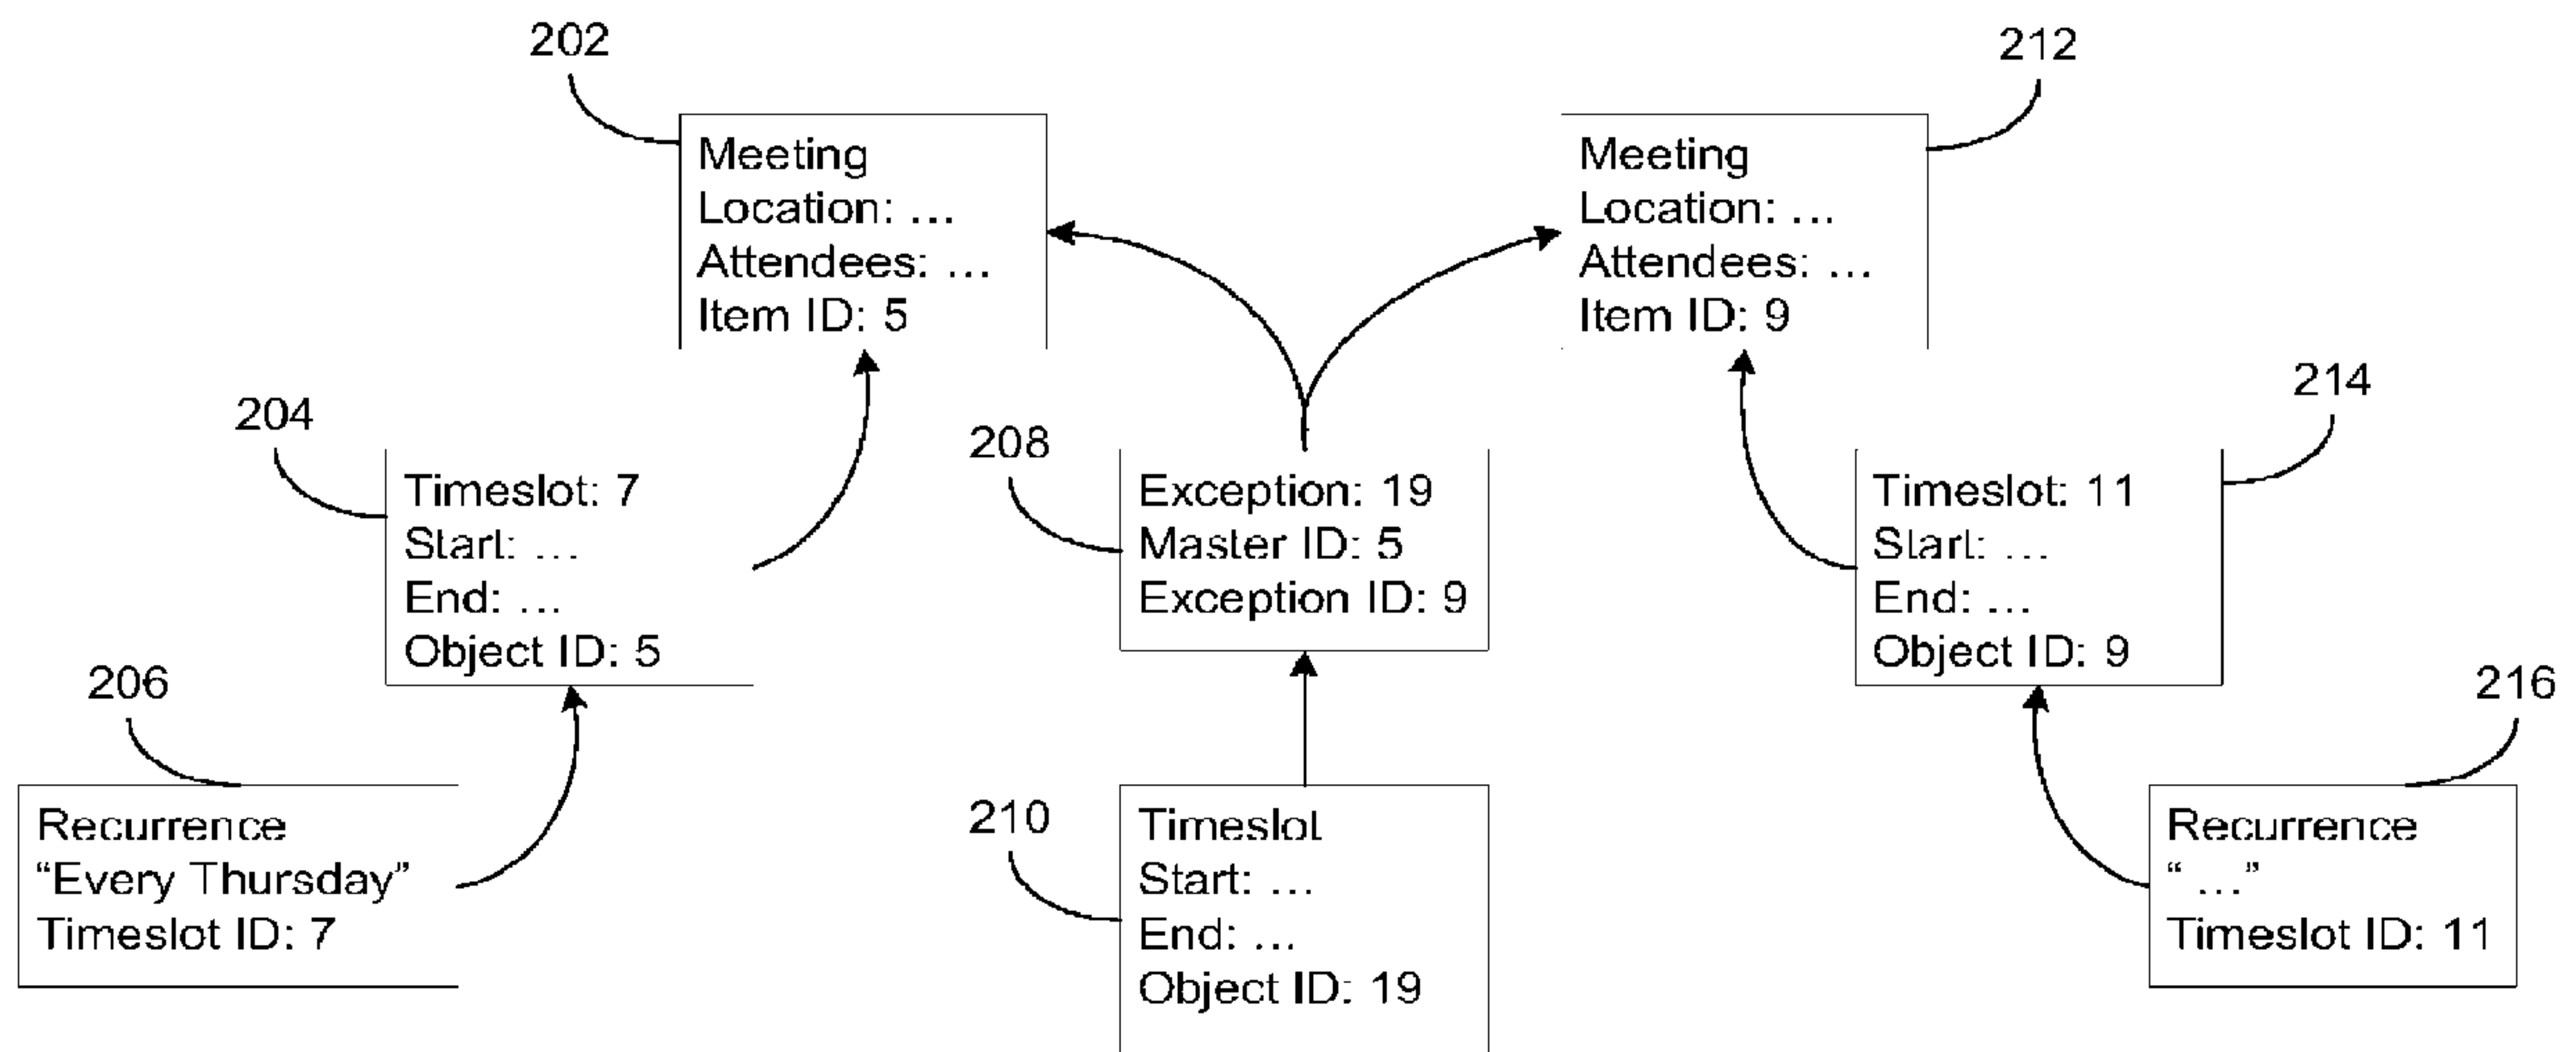 202
212
Meeting
Location: ...
Attendees: ...
Item ID: 5
Meeting
Location: ...
Attendees: ...
Item ID: 9
204
208
214
Timeslot: 7
Start: ...
End: ...
Object ID: 5
Exception: 19
Master ID: 5
Exception ID: 9
Timeslot: 11
Start: ...
End: ...
Object ID: 9
206
210
216
Recurrence
“Every Thursday”
Timeslot ID: 7
Timeslot
Start: ...
End: ...
Object ID: 19
Recurrence
“ ...”
Timeslot ID: 11